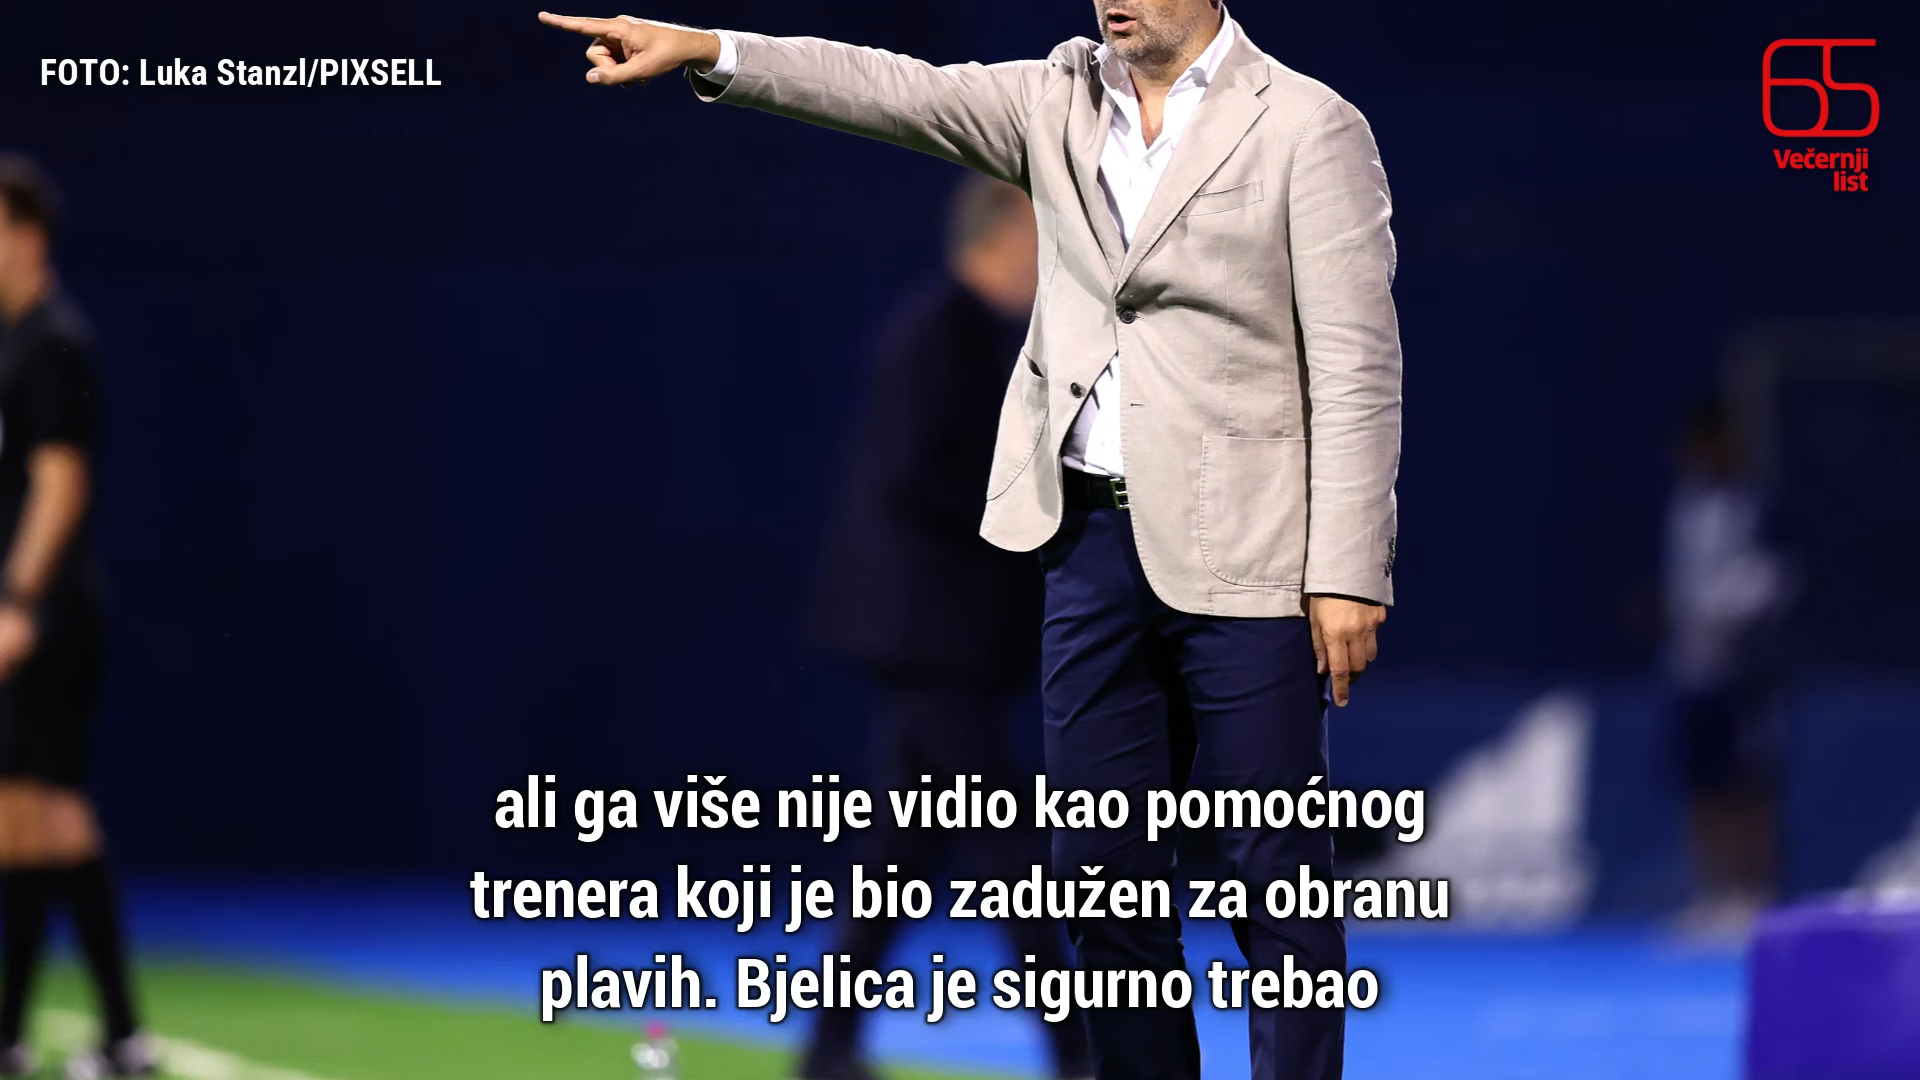 FOTO: Luka Stanzl/PIXSELL
65
Večernji
list
ali ga više nije vidio kao pomoćnog
trenera koji je bio zadužen za obranu
plavih. Bjelica je sigurno trebao